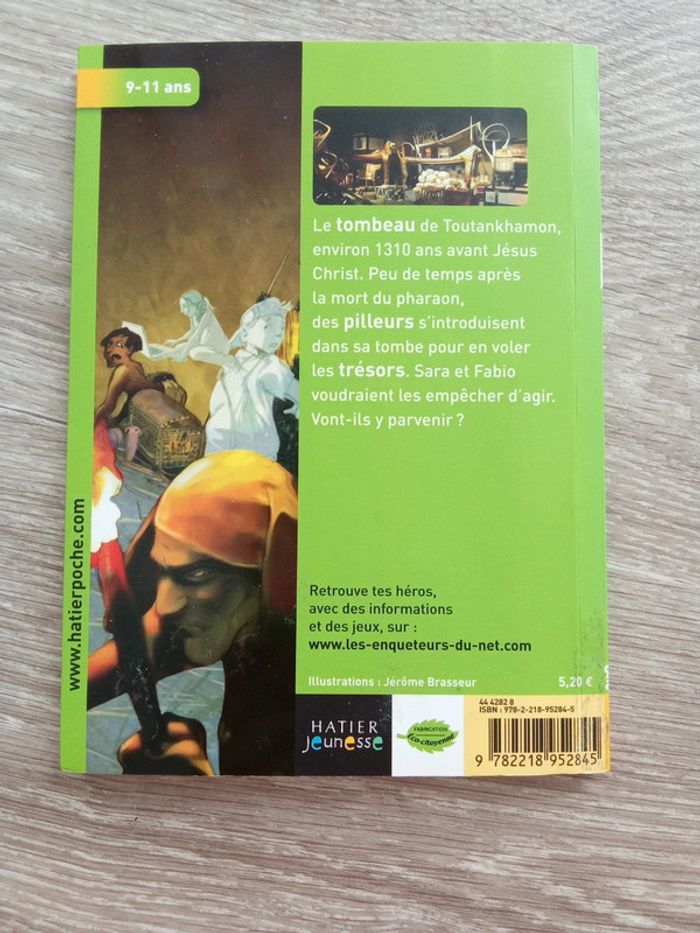 9-11 ans
Le tombeau de Toutankhamon,
environ 1310 ans avant Jésus
Christ. Peu de temps après
la mort du pharaon,
des pilleurs s'introduisent
dans sa tombe pour en voler
les trésors. Sara et Fabio
voudraient les empêcher d'agir.
Vont-ils y parvenir ?
www.hatierpoche.com
Retrouve tes héros,
avec des informations
et des jeux, sur :
www.les-enqueteurs-du-net.com
Illustrations : Jérôme Brasseur
5,20 €
HATIER
jeunesse
FABRICATION
éco-citoyenne
44 4282 8
ISBN : 978-2-218-95284-5
9 782218 952845